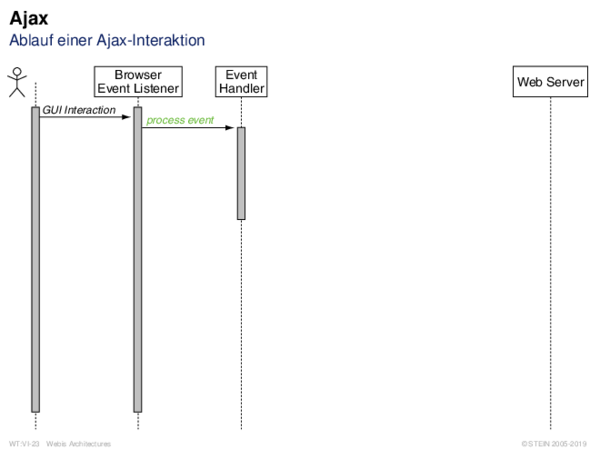 Ajax
Ablauf einer Ajax-Interaktion
Browser
Event Listener
Event
Handler
Web Server
GUI Interaction
process event
WT:VI-23 Webis Architectures
© STEIN 2005-2019